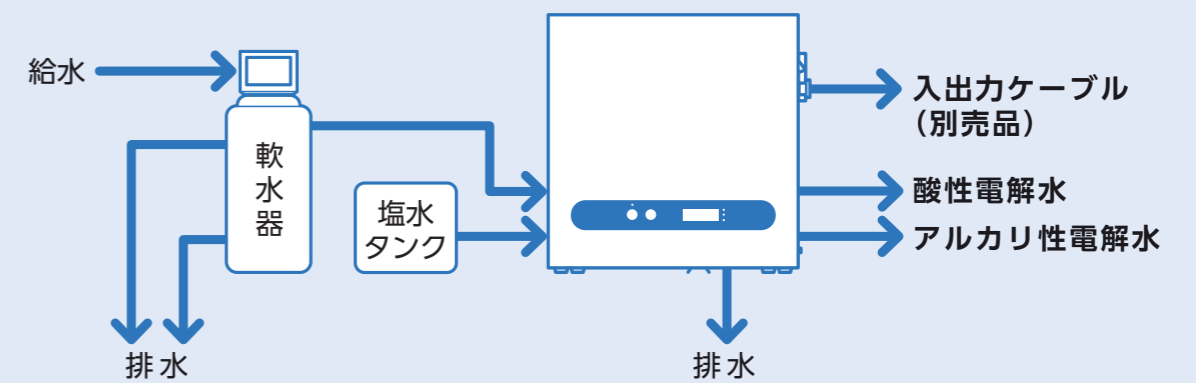 給水
軟水器
塩水
タンク
入出力ケーブル
（別売品）
酸性電解水
アルカリ性電解水
排水
排水